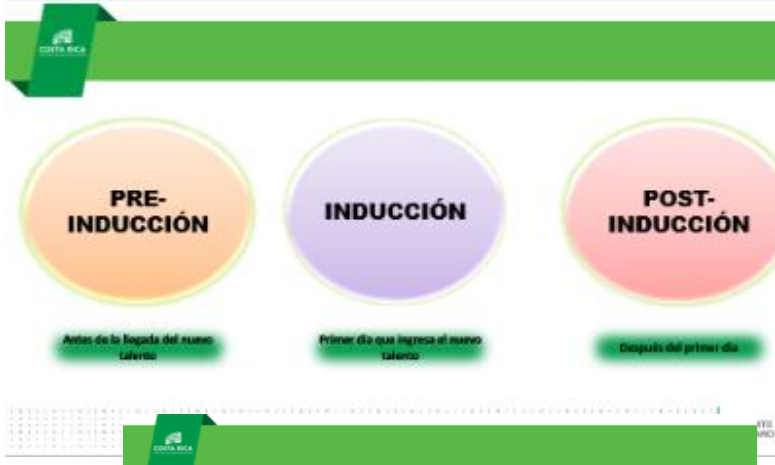 COSTA RICA
PRE-
INDUCCIÓN
INDUCCIÓN
POST-
INDUCCIÓN
Antes de la llegada del nuevo
talento
Primer día que ingresa el nuevo
talento
Después del primer día
COSTA RICA